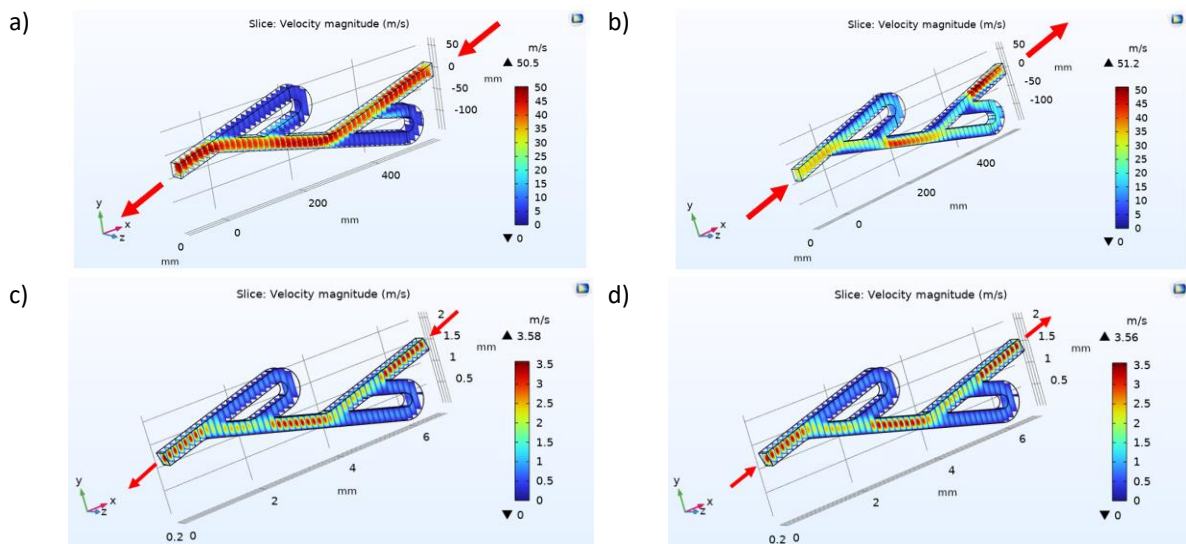 a)
Slice: Velocity magnitude (m/s)
50
0
-50
-100
mm
m/s
▲ 50.5
50
45
40
35
30
25
20
15
10
5
0
▼ 0
400
200
mm
0
0
mm
y
x
z
b)
Slice: Velocity magnitude (m/s)
50
0
-50
-100
mm
m/s
▲ 51.2
50
45
40
35
30
25
20
15
10
5
0
▼ 0
400
200
mm
0
0
mm
y
x
z
c)
Slice: Velocity magnitude (m/s)
2
1.5
1
0.5
mm
m/s
▲ 3.58
3.5
3
2.5
2
1.5
1
0.5
0
▼ 0
6
4
mm
2
0.2 0
y
x
z
d)
Slice: Velocity magnitude (m/s)
2
1.5
1
0.5
mm
m/s
▲ 3.56
3.5
3
2.5
2
1.5
1
0.5
0
▼ 0
6
4
mm
2
0.2 0
y
x
z